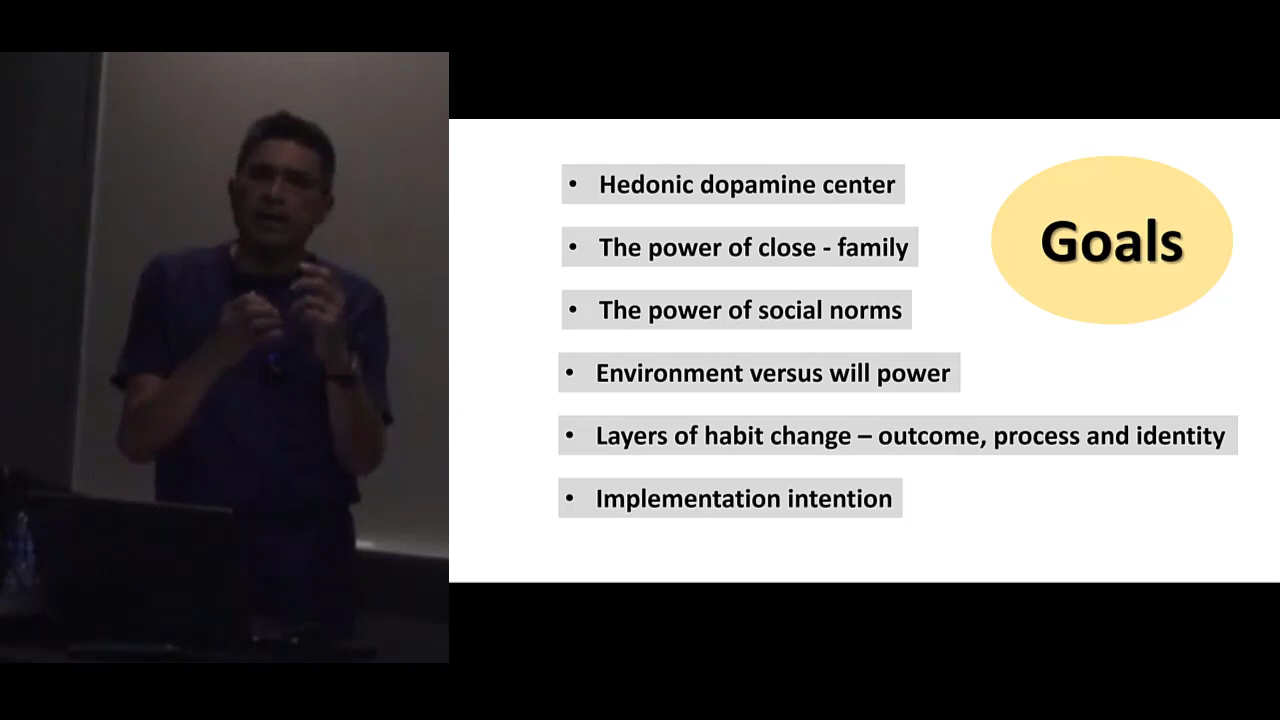 • Hedonic dopamine center
• The power of close - family
• The power of social norms
• Environment versus will power
• Layers of habit change – outcome, process and identity
• Implementation intention
Goals